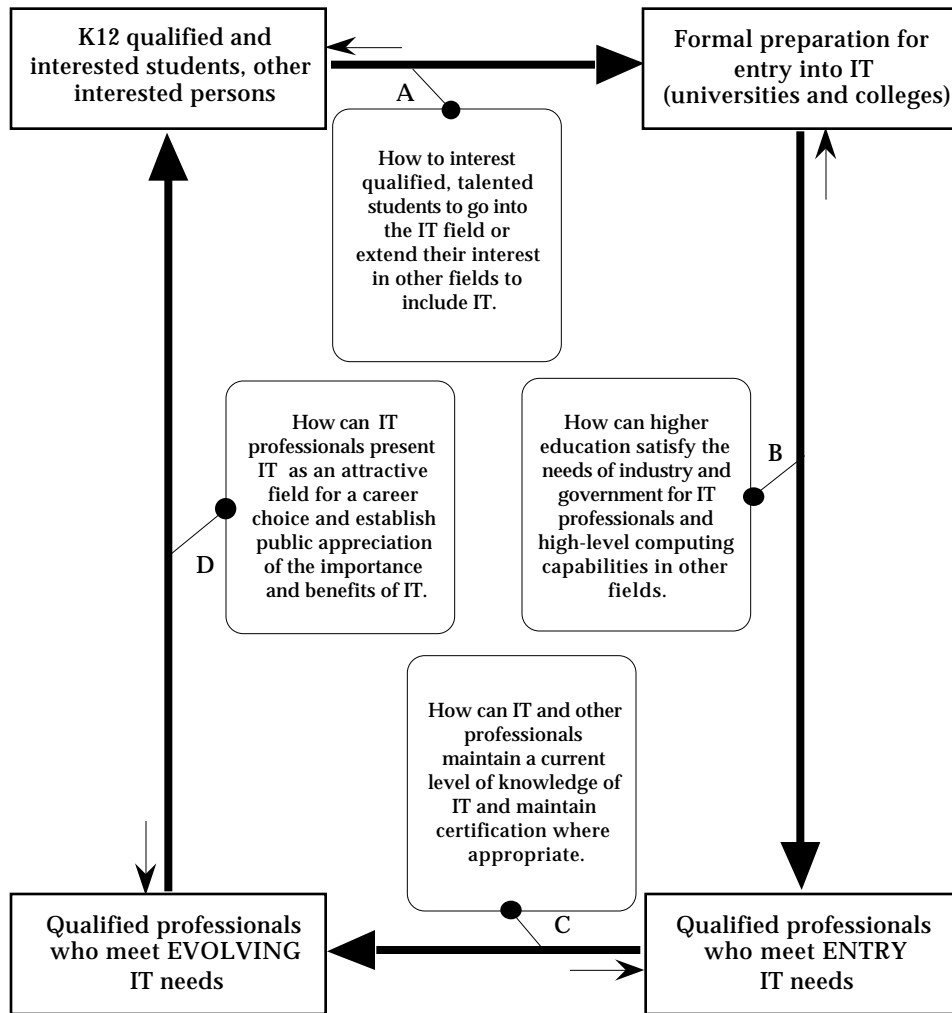 K12 qualified and
interested students, other
interested persons
Formal preparation for
entry into IT
(universities and colleges)
A
How to interest
qualified, talented
students to go into
the IT field or
extend their interest
in other fields to
include IT.
How can IT
professionals present
IT as an attractive
field for a career
choice and establish
public appreciation
of the importance
and benefits of IT.
D
How can higher
education satisfy the
needs of industry and
government for IT
professionals and
high-level computing
capabilities in other
fields.
B
How can IT and other
professionals
maintain a current
level of knowledge of
IT and maintain
certification where
appropriate.
C
Qualified professionals
who meet EVOLVING
IT needs
Qualified professionals
who meet ENTRY
IT needs